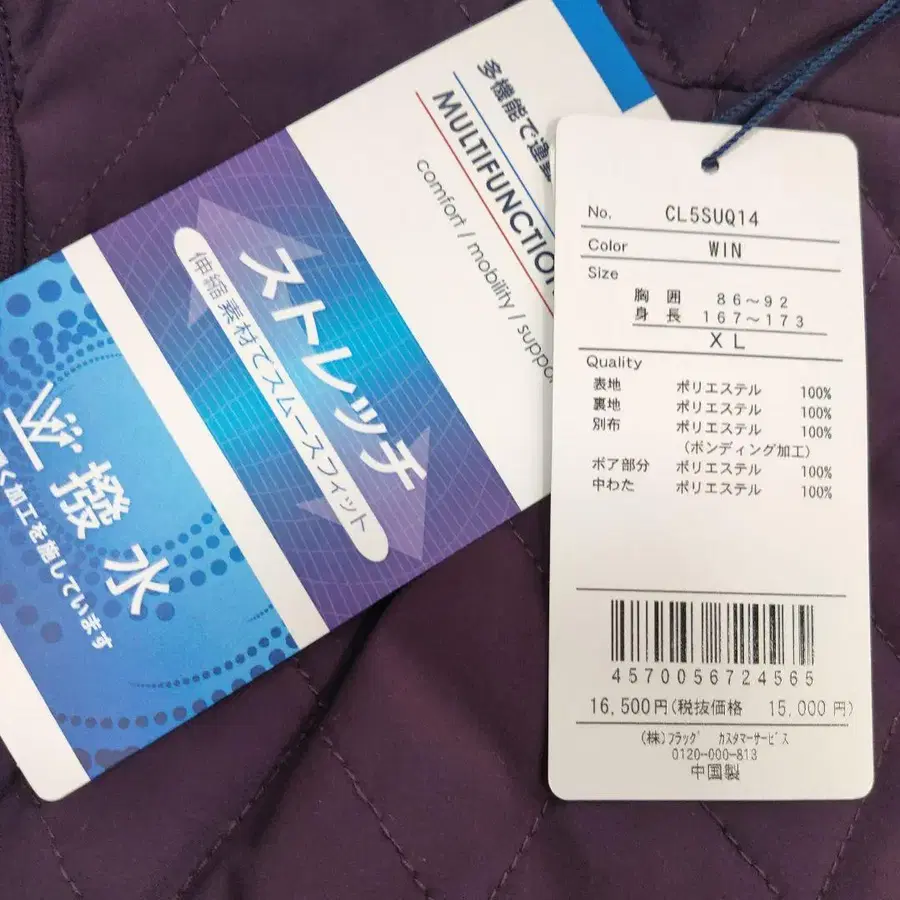 多機能で運動
MULTIFUNCTION
comfort / mobility / support
ストレッチ
伸縮素材でスムースフィット
撥水
く加工を施しています
No. CL5SUQ14
Color WIN
Size
胸囲 86～92
身長 167～173
XL
Quality
表地 ポリエステル 100%
裏地 ポリエステル 100%
別布 ポリエステル 100%
(ボンディング加工)
ボア部分 ポリエステル 100%
中わた ポリエステル 100%
4570056724565
16,500円(税抜価格 15,000円)
(株)フラッグ カスタマーサービス
0120-000-813
中国製